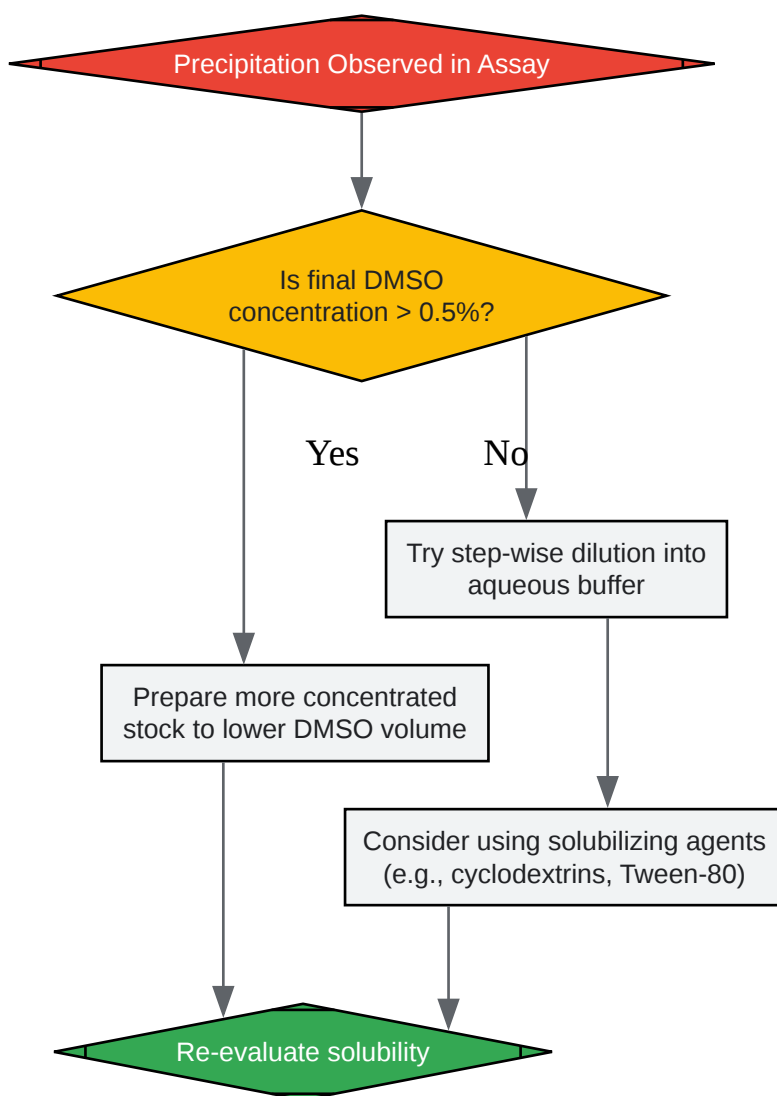 Precipitation Observed in Assay
Is final DMSO
concentration > 0.5%?
Yes
No
Try step-wise dilution into
aqueous buffer
Prepare more concentrated
stock to lower DMSO volume
Consider using solubilizing agents
(e.g., cyclodextrins, Tween-80)
Re-evaluate solubility